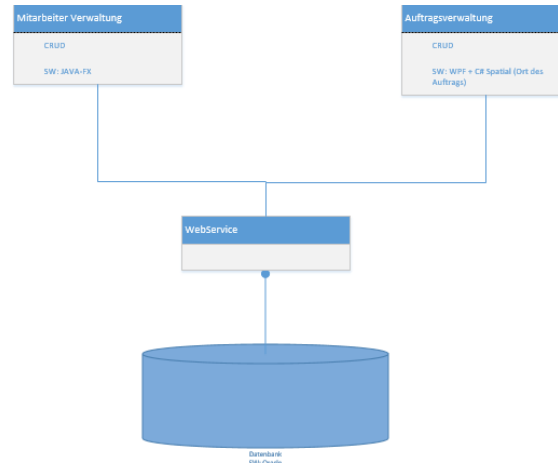 Mitarbeiter Verwaltung
CRUD
SW: JAVA-FX
Auftragsverwaltung
CRUD
SW: WPF + C# Spatial (Ort des
Auftrags)
WebService
Datenbank
SW: Oracle